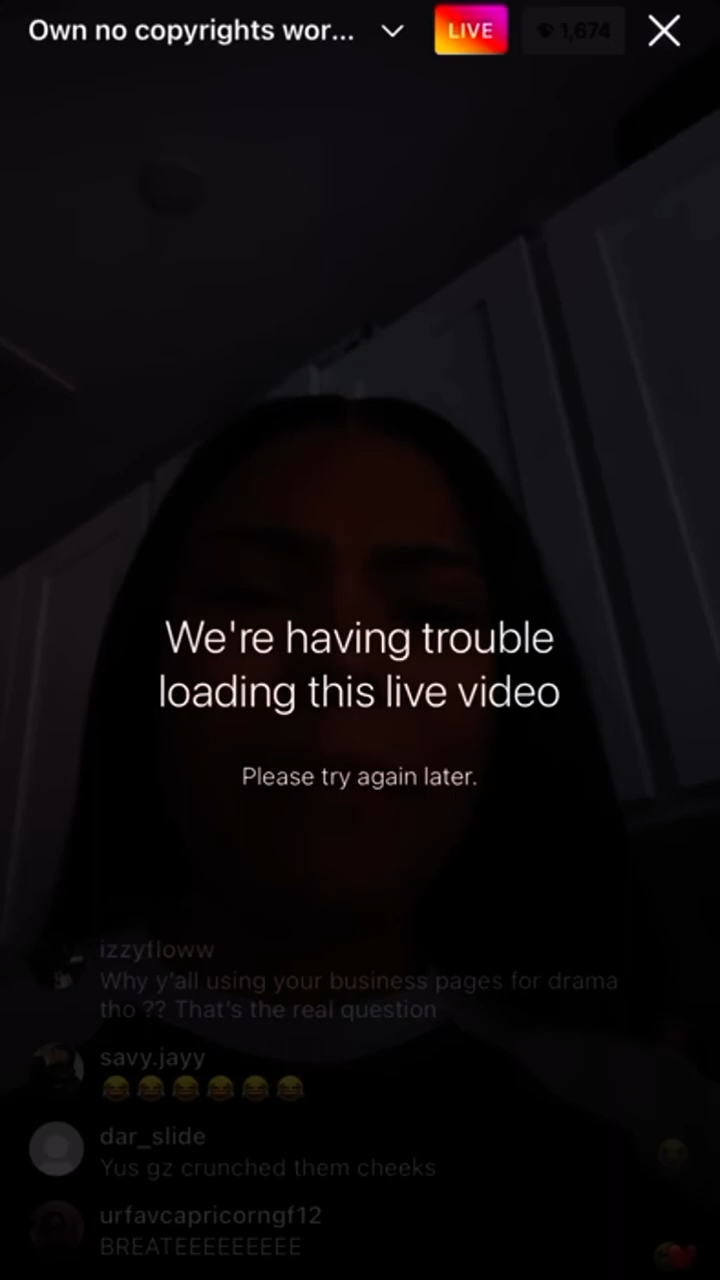 Own no copyrights wor...
LIVE
1,674
We're having trouble
loading this live video
Please try again later.
izzyfloww
Why y'all using your business pages for drama
tho ?? That's the real question
savy.jayy
😂😂😂😂😂😂
dar_slide
Yus gz crunched them cheeks
urfavcapricorngf12
BREATEEEEEEEEE